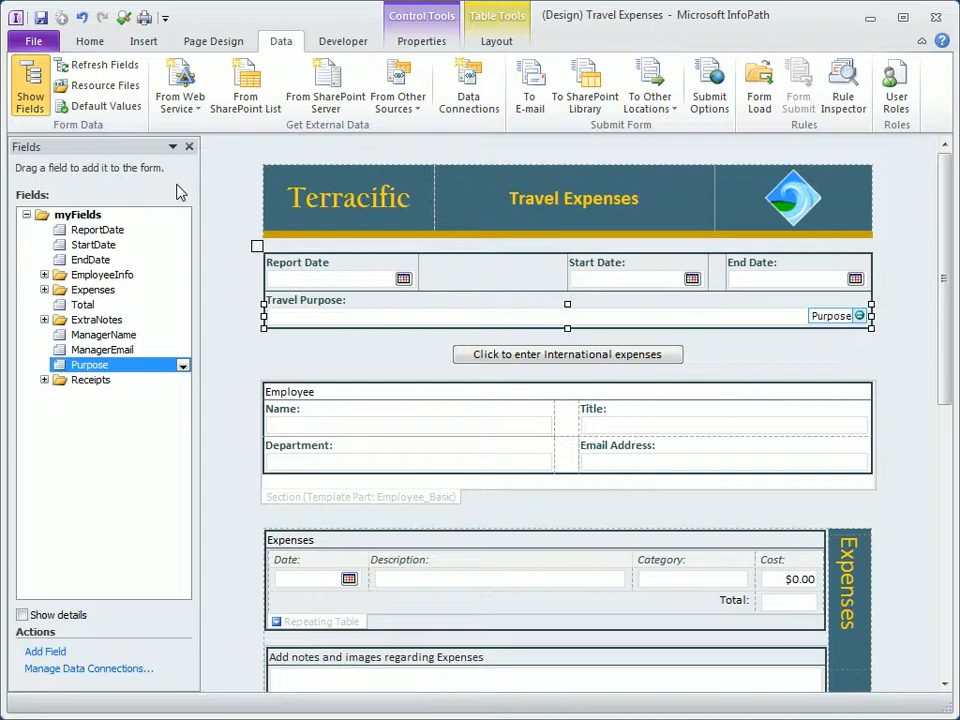 Control Tools
Table Tools
(Design) Travel Expenses - Microsoft InfoPath
File
Home
Insert
Page Design
Data
Developer
Properties
Layout
Show Fields
Refresh Fields
Resource Files
Default Values
Form Data
From Web Service
From SharePoint List
From SharePoint Server
From Other Sources
Data Connections
Get External Data
To E-mail
To SharePoint Library
To Other Locations
Submit Options
Submit Form
Form Load
Form Submit
Rule Inspector
Rules
User Roles
Roles
Fields
Drag a field to add it to the form.
Fields:
myFields
ReportDate
StartDate
EndDate
EmployeeInfo
Expenses
Total
ExtraNotes
ManagerName
ManagerEmail
Purpose
Receipts
Show details
Actions
Add Field
Manage Data Connections...
Terracific
Travel Expenses
Report Date
Start Date:
End Date:
Travel Purpose:
Purpose
Click to enter International expenses
Employee
Name:
Title:
Department:
Email Address:
Section (Template Part: Employee_Basic)
Expenses
Date:
Description:
Category:
Cost:
$0.00
Total:
Repeating Table
Expenses
Add notes and images regarding Expenses